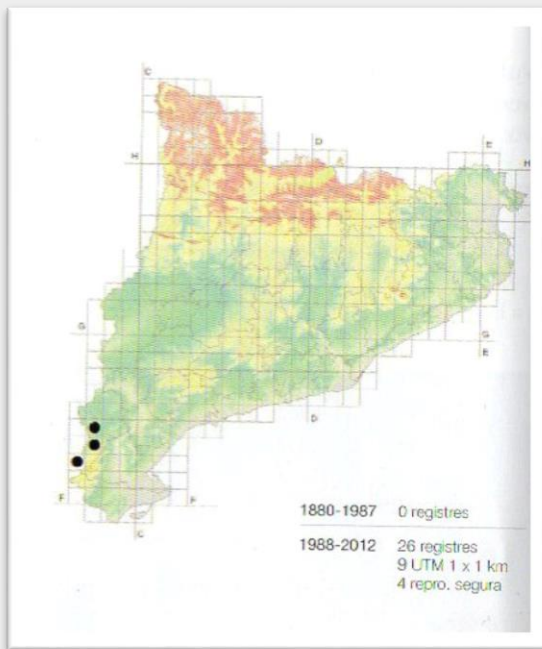 C
D
E
H
H
G
G
E
D
F
F
G
1880-1987 0 registres
1988-2012 26 registres
9 UTM 1 x 1 km
4 repro. segura